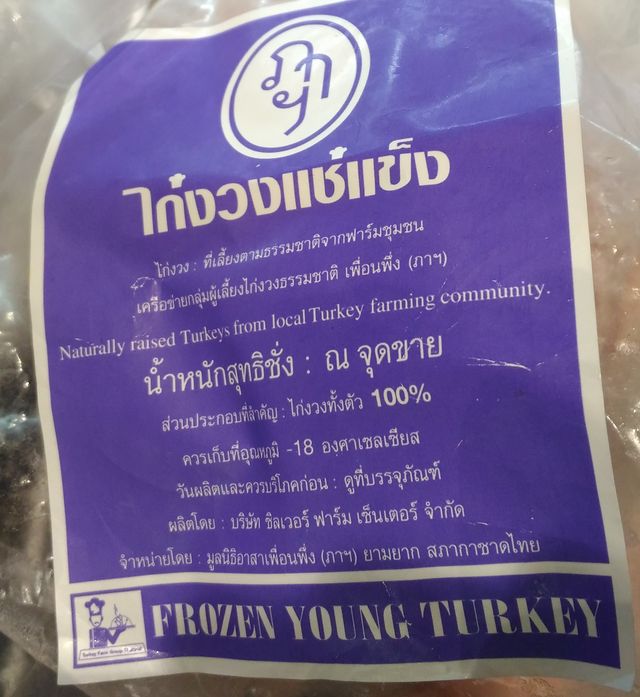 ภาฯ
ไก่งวงแช่แข็ง
ไก่งวง : ที่เลี้ยงตามธรรมชาติจากฟาร์มชุมชน
เครือข่ายกลุ่มผู้เลี้ยงไก่งวงธรรมชาติ เพื่อนพึ่ง (ภาฯ)
Naturally raised Turkeys from local Turkey farming community.
น้ำหนักสุทธิชั่ง : ณ จุดขาย
ส่วนประกอบที่สำคัญ : ไก่งวงทั้งตัว 100%
ควรเก็บที่อุณหภูมิ -18 องศาเซลเซียส
วันผลิตและควรบริโภคก่อน : ดูที่บรรจุภัณฑ์
ผลิตโดย : บริษัท ซิลเวอร์ ฟาร์ม เซ็นเตอร์ จำกัด
จำหน่ายโดย : มูลนิธิอาสาเพื่อนพึ่ง (ภาฯ) ยามยาก สภากาชาดไทย
FROZEN YOUNG TURKEY
Turkey Farm Group